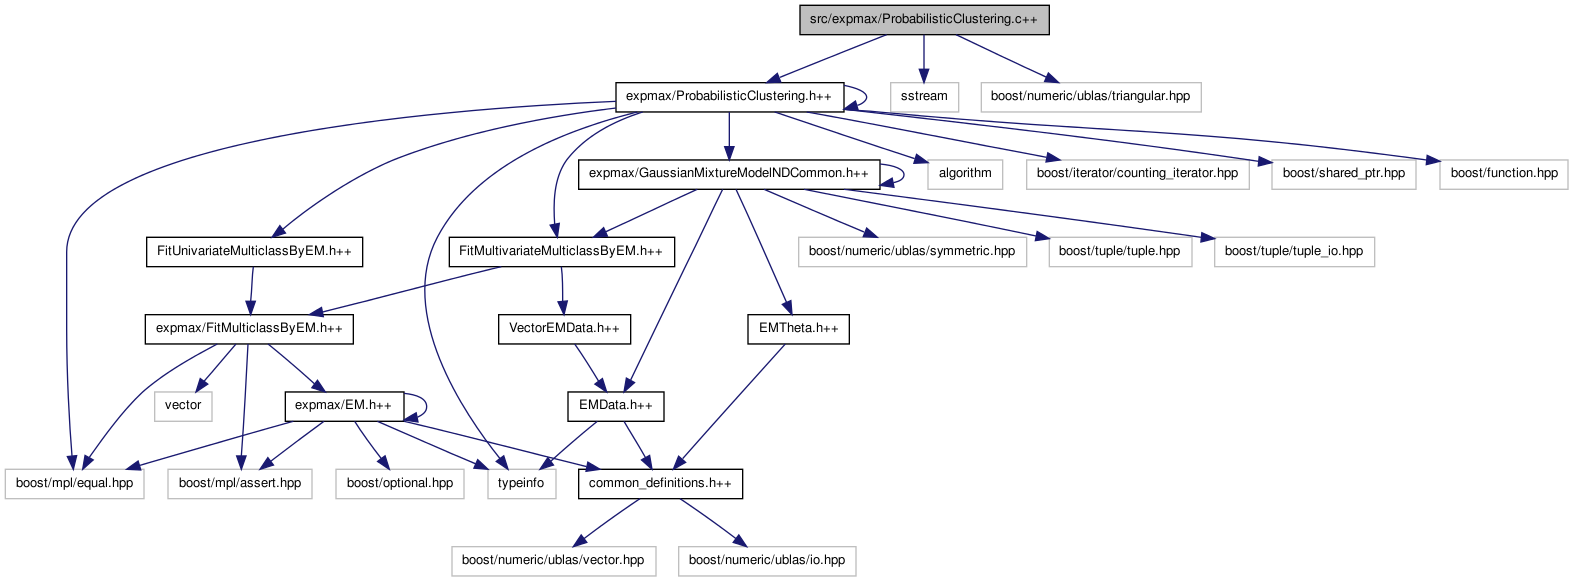 src/expmax/ProbabilisticClustering.c++
expmax/ProbabilisticClustering.h++
sstream
boost/numeric/ublas/triangular.hpp
expmax/GaussianMixtureModelNDCommon.h++
algorithm
boost/iterator/counting_iterator.hpp
boost/shared_ptr.hpp
boost/function.hpp
FitUnivariateMulticlassByEM.h++
FitMultivariateMulticlassByEM.h++
boost/numeric/ublas/symmetric.hpp
boost/tuple/tuple.hpp
boost/tuple/tuple_io.hpp
expmax/FitMulticlassByEM.h++
VectorEMData.h++
EMTheta.h++
vector
expmax/EM.h++
EMData.h++
boost/mpl/equal.hpp
boost/mpl/assert.hpp
boost/optional.hpp
typeinfo
common_definitions.h++
boost/numeric/ublas/vector.hpp
boost/numeric/ublas/io.hpp